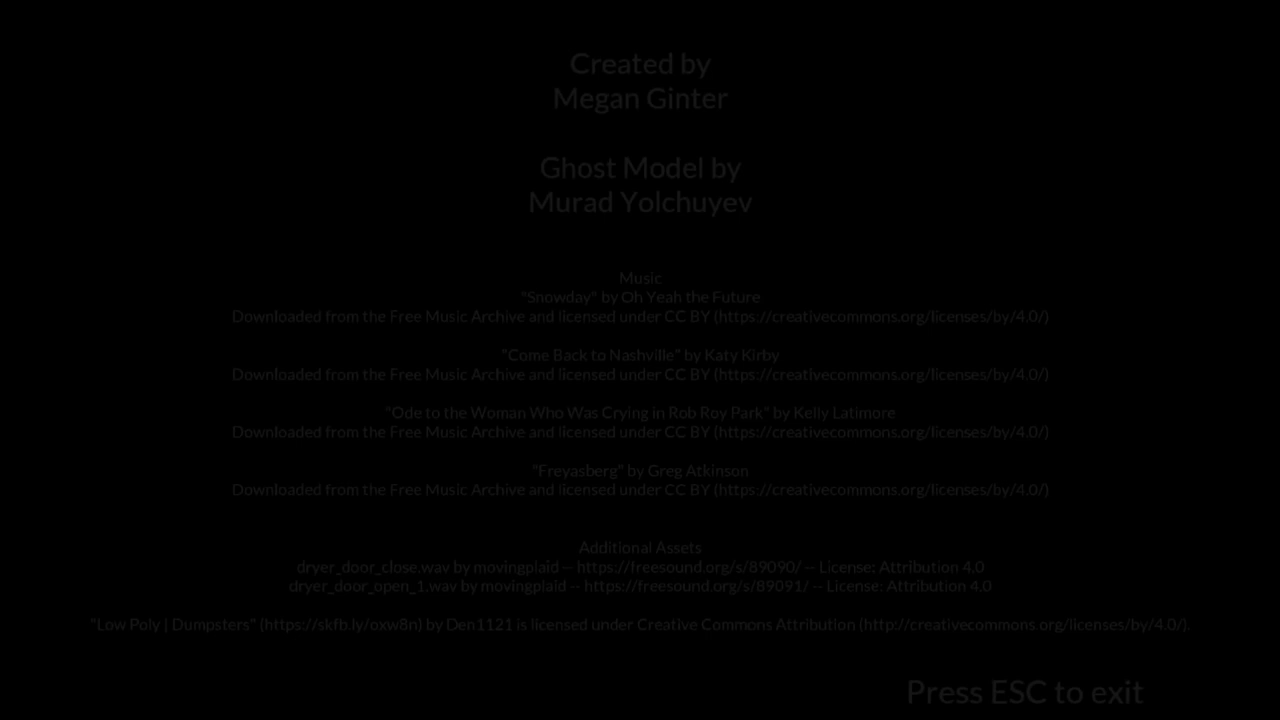 Created by
Megan Ginter
Ghost Model by
Murad Yolchuyev
Music
"Snowday" by Oh Yeah the Future
Downloaded from the Free Music Archive and licensed under CC BY (https://creativecommons.org/licenses/by/4.0/)
"Come Back to Nashville" by Katy Kirby
Downloaded from the Free Music Archive and licensed under CC BY (https://creativecommons.org/licenses/by/4.0/)
"Ode to the Woman Who Was Crying in Rob Roy Park" by Kelly Latimore
Downloaded from the Free Music Archive and licensed under CC BY (https://creativecommons.org/licenses/by/4.0/)
"Freyasberg" by Greg Atkinson
Downloaded from the Free Music Archive and licensed under CC BY (https://creativecommons.org/licenses/by/4.0/)
Additional Assets
dryer_door_close.wav by movingplaid -- https://freesound.org/s/89090/ -- License: Attribution 4.0
dryer_door_open_1.wav by movingplaid -- https://freesound.org/s/89091/ -- License: Attribution 4.0
"Low Poly | Dumpsters" (https://skfb.ly/oxw8n) by Den1121 is licensed under Creative Commons Attribution (http://creativecommons.org/licenses/by/4.0/).
Press ESC to exit